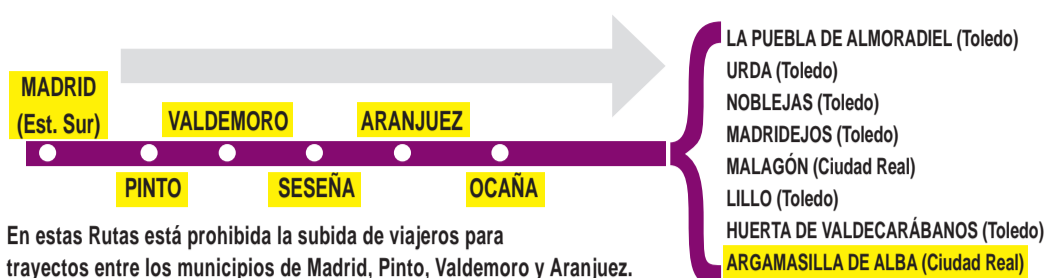 MADRID
(Est. Sur)
VALDEMORO
ARANJUEZ
PINTO
SESEÑA
OCAÑA
En estas Rutas está prohibida la subida de viajeros para
trayectos entre los municipios de Madrid, Pinto, Valdemoro y Aranjuez.
LA PUEBLA DE ALMORADIEL (Toledo)
URDA (Toledo)
NOBLEJAS (Toledo)
MADRIDEJOS (Toledo)
MALAGÓN (Ciudad Real)
LILLO (Toledo)
HUERTA DE VALDECARÁBANOS (Toledo)
ARGAMASILLA DE ALBA (Ciudad Real)